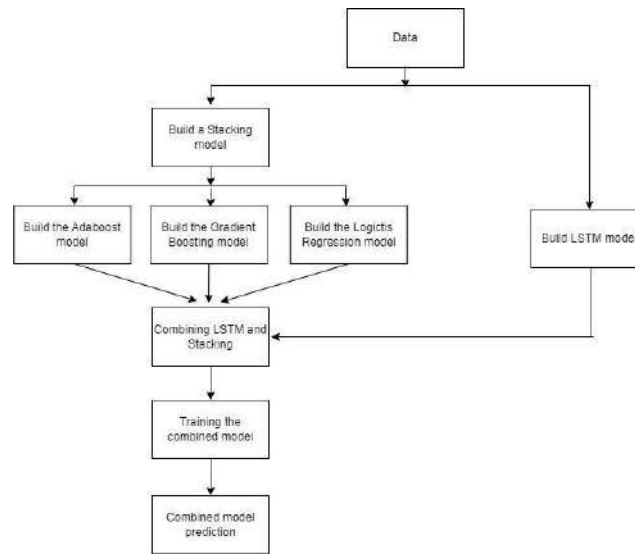 Data
Build a Stacking
model
Build the Adaboost
model
Build the Gradient
Boosting model
Build the Logictis
Regression model
Build LSTM model
Combining LSTM and
Stacking
Training the
combined model
Combined model
prediction